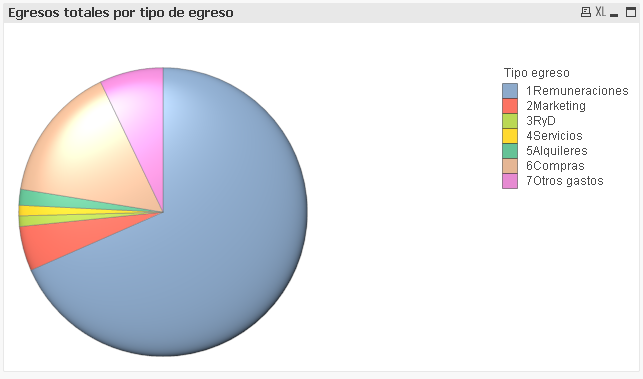 Egresos totales por tipo de egreso
XL
Tipo egreso
1Remuneraciones
2Marketing
3RyD
4Servicios
5Alquileres
6Compras
7Otros gastos